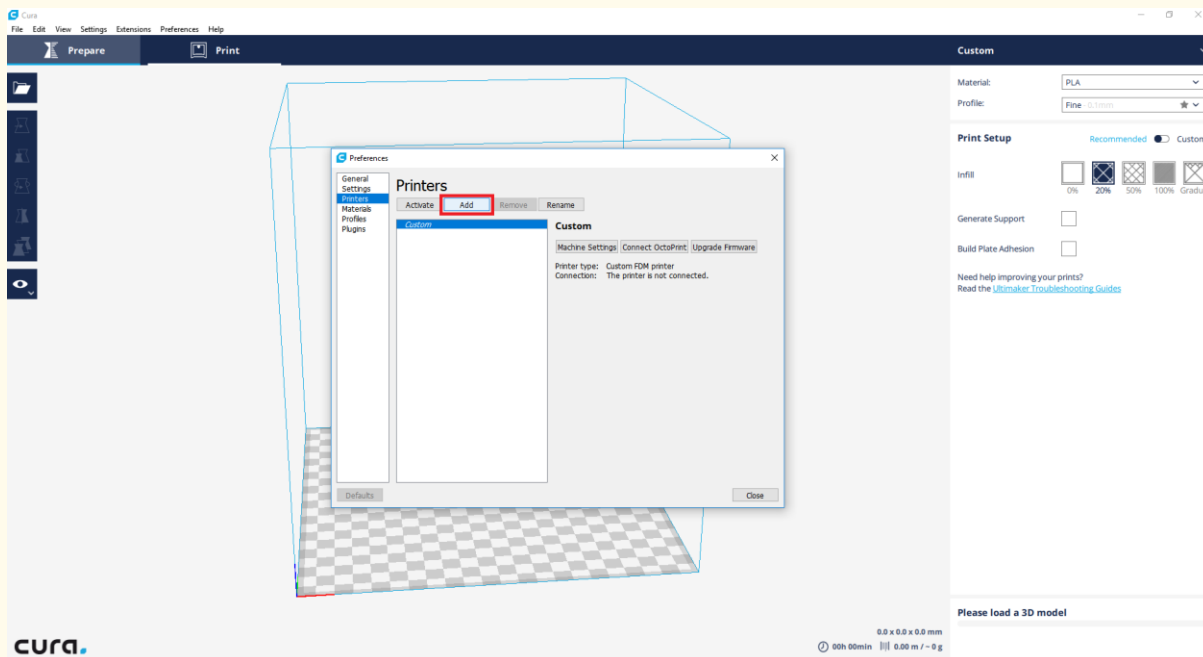 Cura
File Edit View Settings Extensions Preferences Help
Prepare Print
Custom
Material: PLA
Profile: Fine 0.1mm
Print Setup Recommended Custom
Infill
0% 20% 50% 100% Gradu
Generate Support
Build Plate Adhesion
Need help improving your prints?
Read the Ultimaker Troubleshooting Guides
Preferences
General
Settings
Printers
Materials
Profiles
Plugins
Printers
Activate Add Remove Rename
Custom
Custom
Machine Settings Connect OctoPrint Upgrade Firmware
Printer type: Custom FDM printer
Connection: The printer is not connected.
Defaults Close
Please load a 3D model
0.0 x 0.0 x 0.0 mm
00h 00min 0.00 m / ~ 0 g
cura.